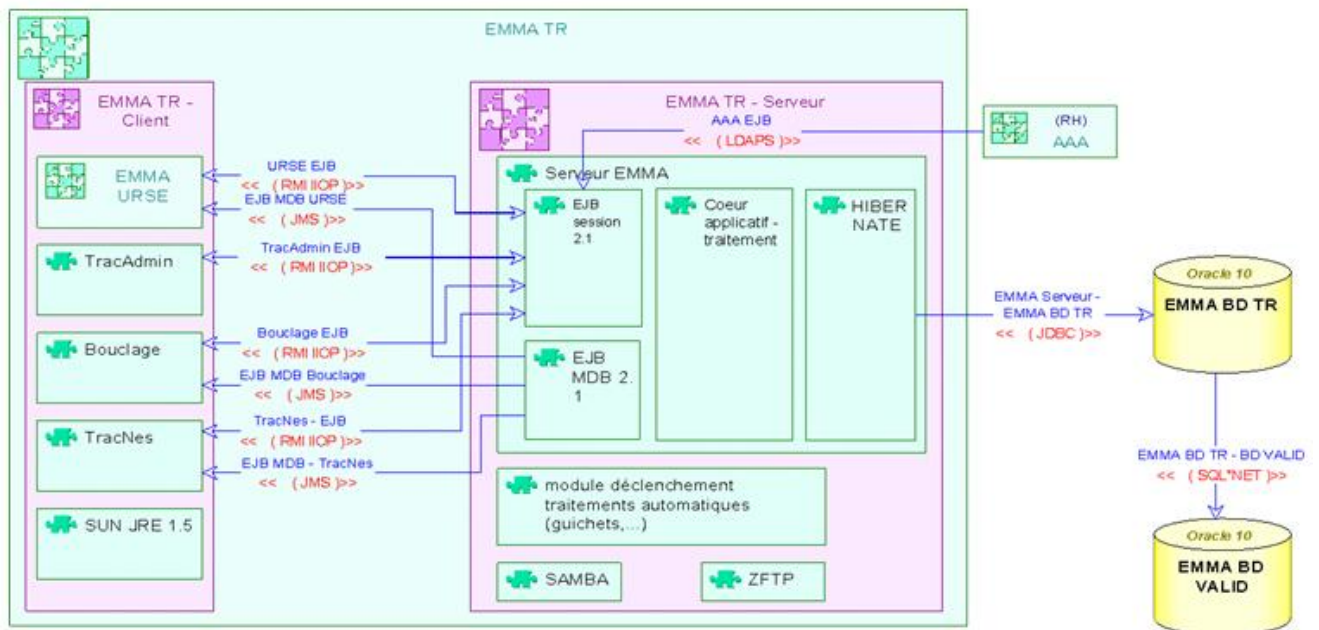 EMMA TR
EMMA TR -
Client
EMMA
URSE
TracAdmin
Bouclage
TracNes
SUN JRE 1.5
URSE EJB
<< ( RMI IIOP )>>
EJB MDB URSE
<< ( JMS )>>
TracAdmin EJB
<< ( RMI IIOP )>>
Bouclage EJB
<< ( RMI IIOP )>>
EJB MDB Bouclage
<< ( JMS )>>
TracNes - EJB
<< ( RMI IIOP )>>
EJB MDB - TracNes
<< ( JMS )>>
EMMA TR - Serveur
AAA EJB
<< ( LDAPS )>>
(RH)
AAA
Serveur EMMA
EJB
session
2.1
Coeur
applicatif -
traitement
HIBER
NATE
EJB
MDB 2.
1
module déclenchement
traitements automatiques
(guichets,...)
SAMBA
ZFTP
EMMA Serveur -
EMMA BD TR
<< ( JDBC )>>
Oracle 10
EMMA BD TR
EMMA BD TR - BD VALID
<< ( SQL*NET )>>
Oracle 10
EMMA BD
VALID